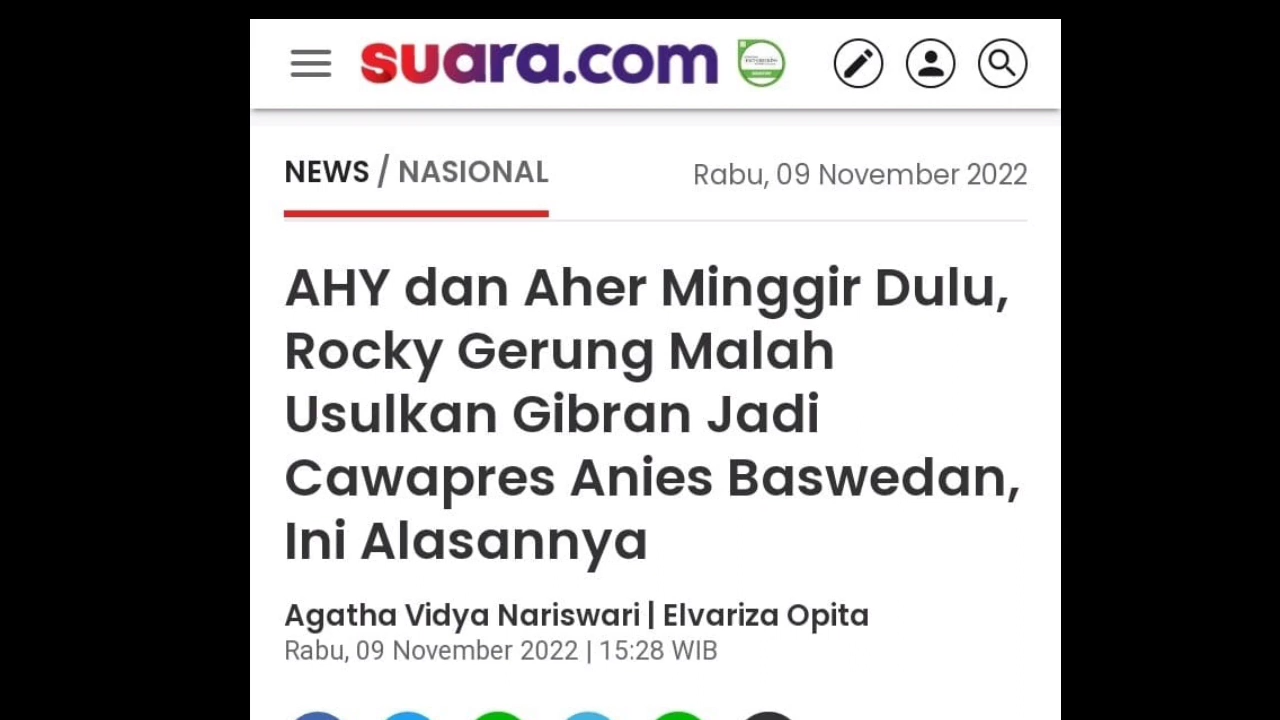 suara.com
NEWS / NASIONAL
Rabu, 09 November 2022
AHY dan Aher Minggir Dulu,
Rocky Gerung Malah
Usulkan Gibran Jadi
Cawapres Anies Baswedan,
Ini Alasannya
Agatha Vidya Nariswari | Elvariza Opita
Rabu, 09 November 2022 | 15:28 WIB